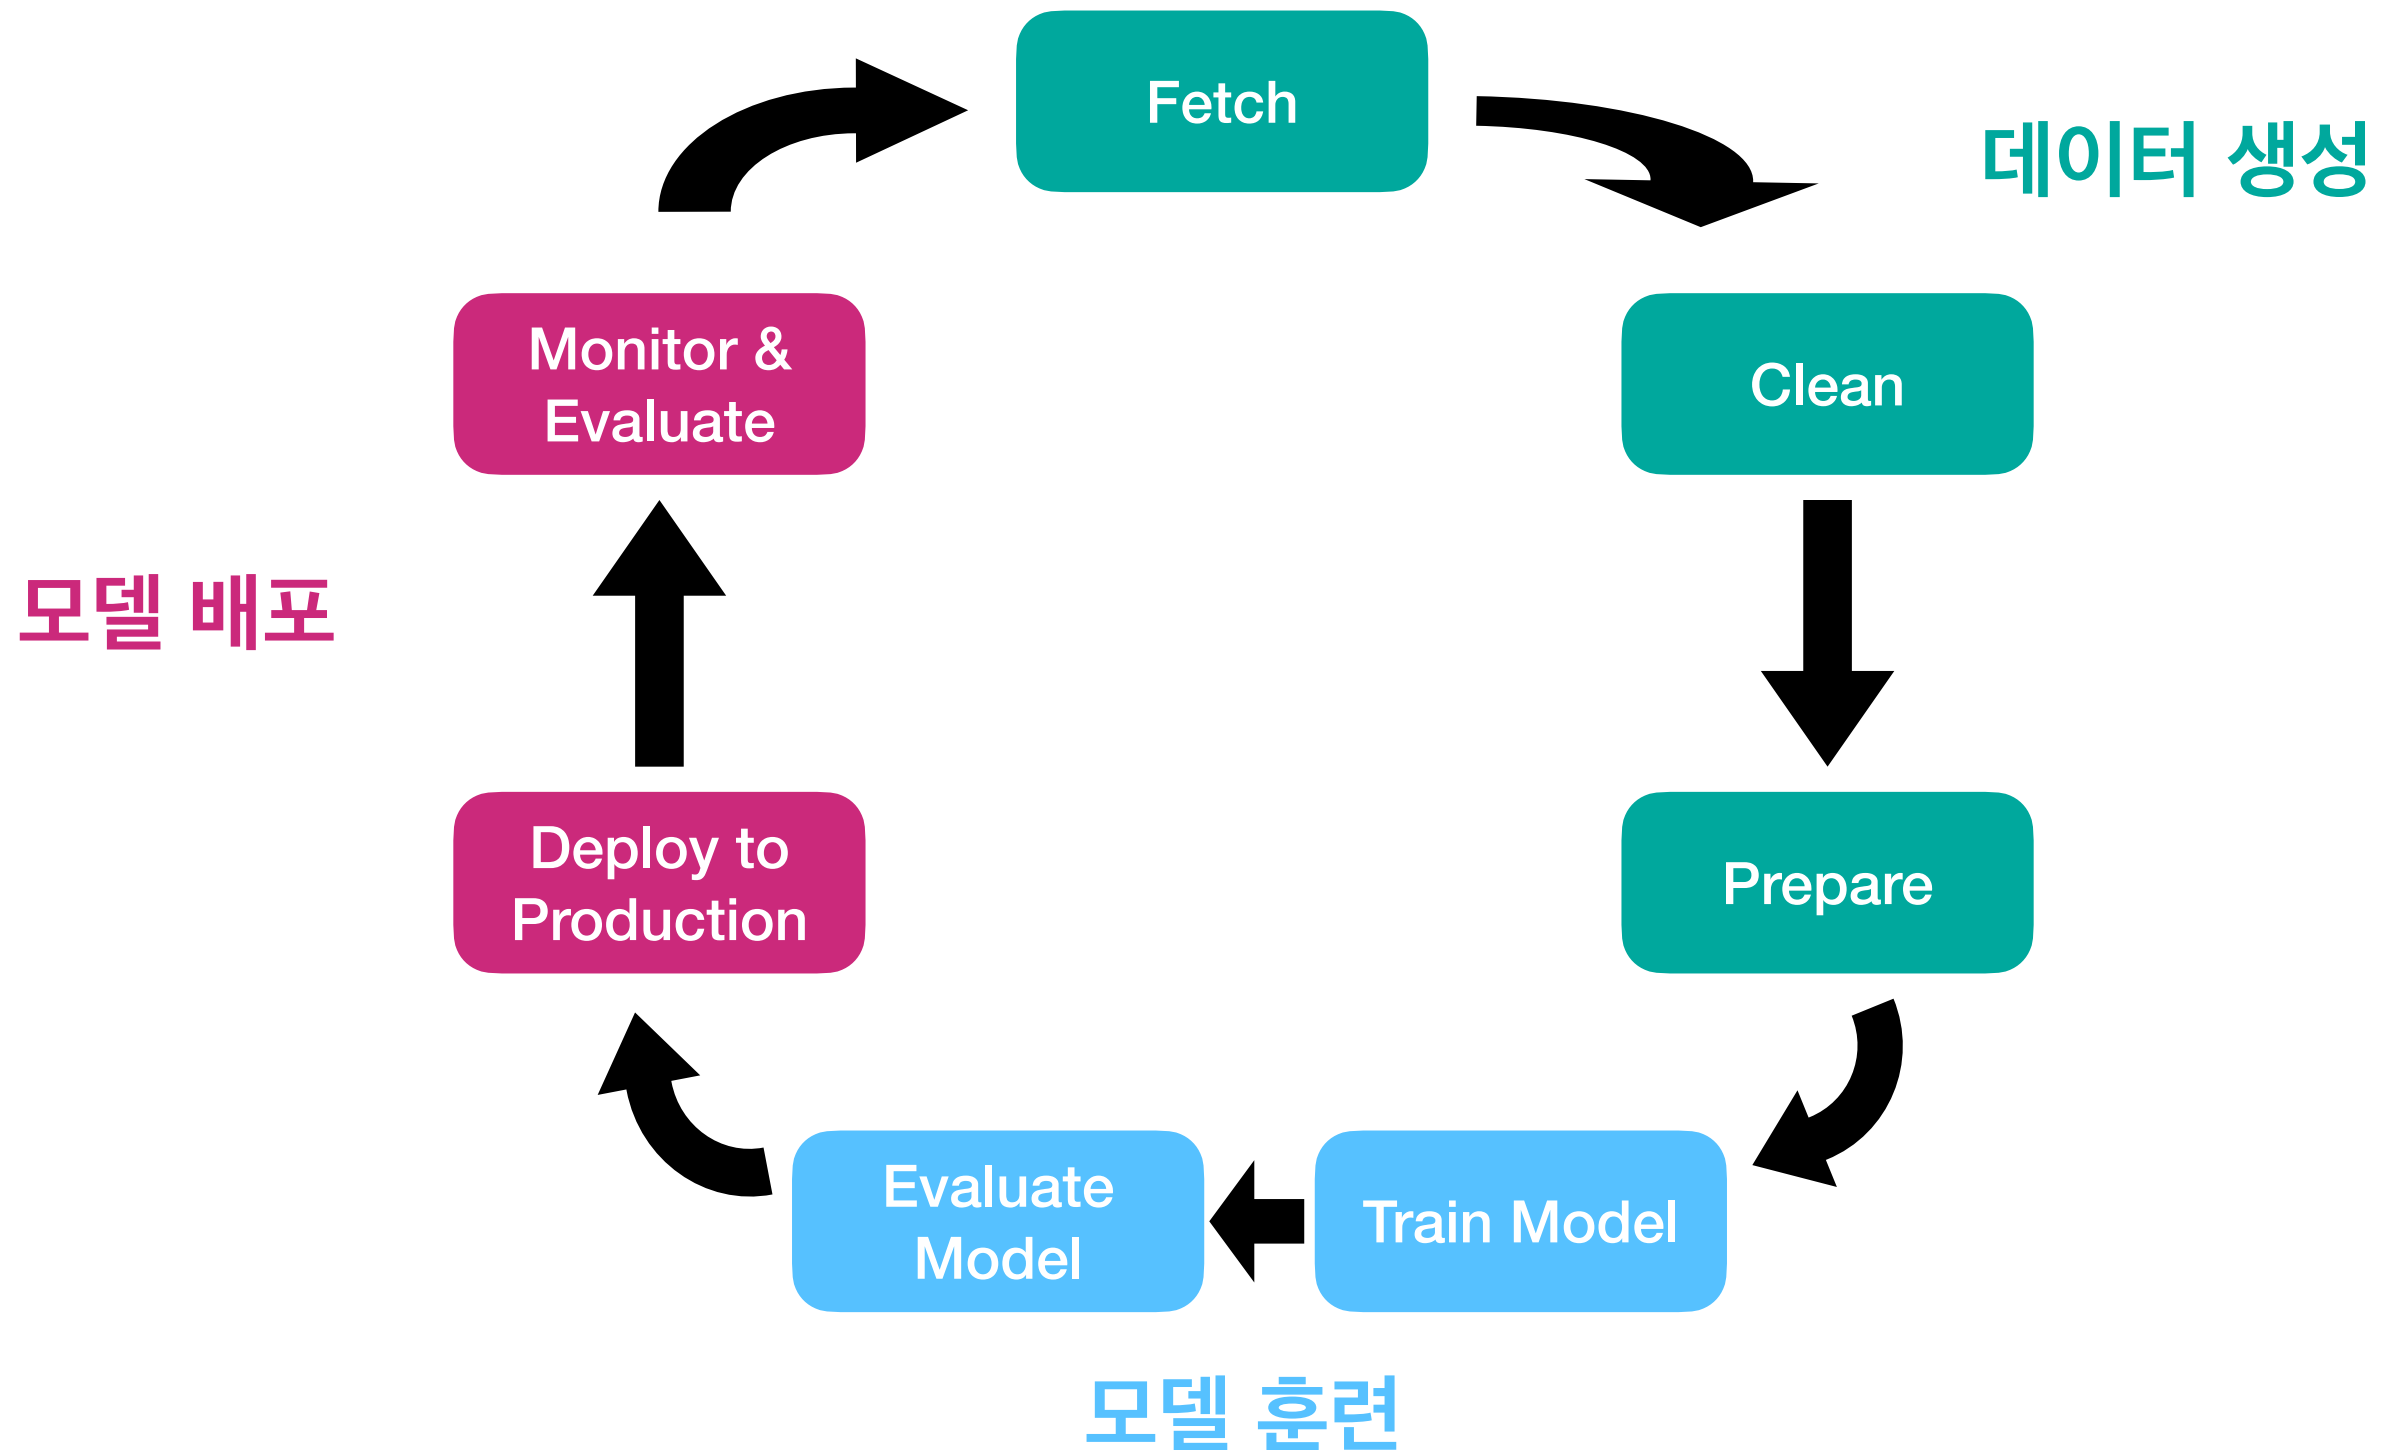 Fetch
데이터 생성
Monitor &
Evaluate
Clean
모델 배포
Deploy to
Production
Prepare
Evaluate
Model
Train Model
모델 훈련